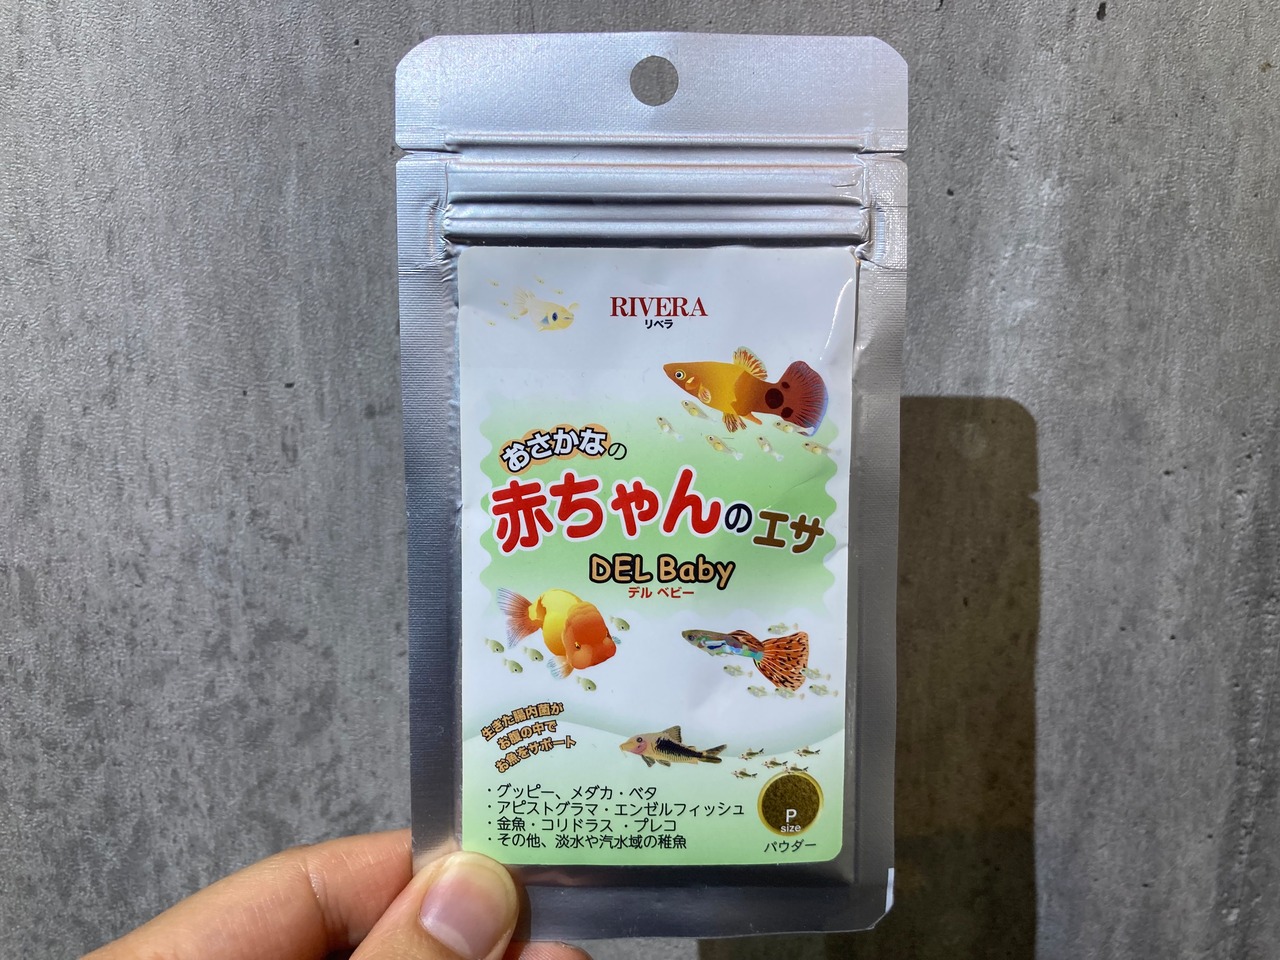 RIVERA
リベラ
おさかなの
赤ちゃんのエサ
DEL Baby
デル ベビー
生きた腸内菌が
お腹の中で
お魚をサポート
・グッピー、メダカ・ベタ
・アピストグラマ・エンゼルフィッシュ
・金魚・コリドラス・プレコ
・その他、淡水や汽水域の稚魚
P
size
パウダー